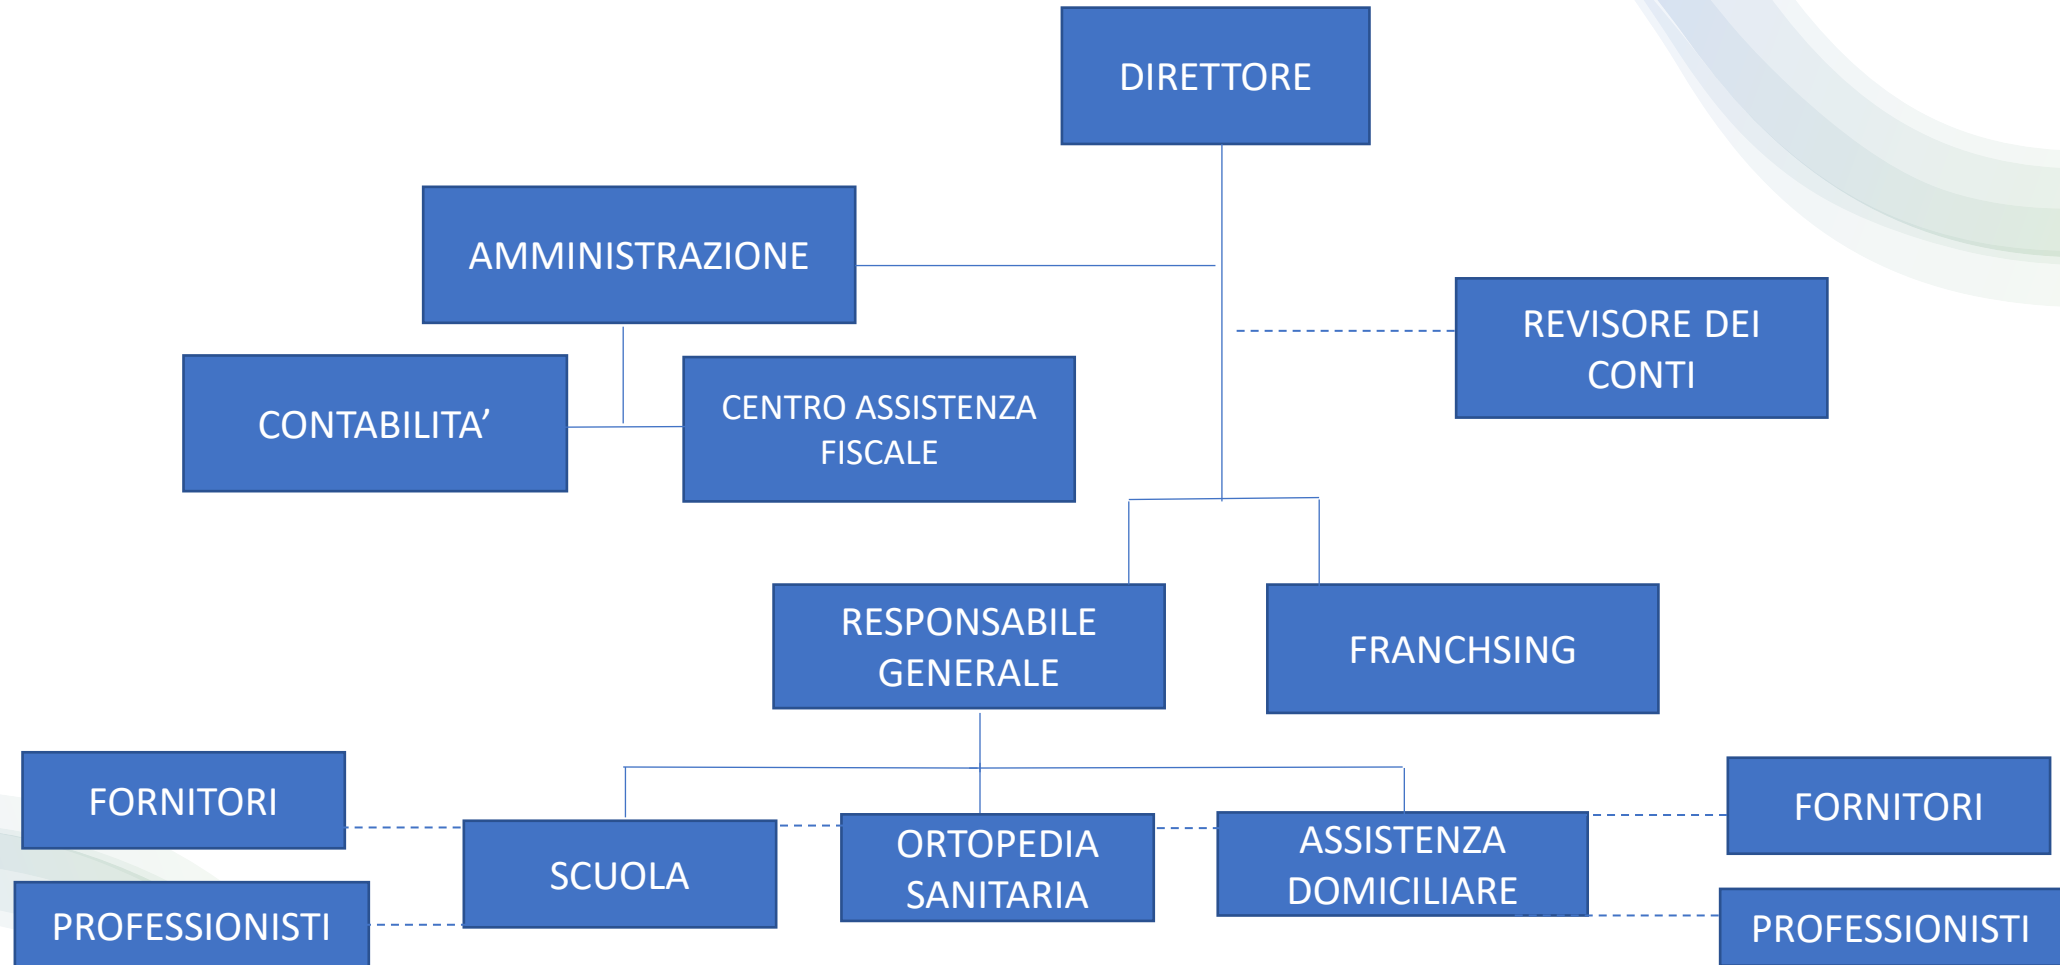 DIRETTORE
AMMINISTRAZIONE
REVISORE DEI
CONTI
CONTABILITA’
CENTRO ASSISTENZA
FISCALE
RESPONSABILE
GENERALE
FRANCHSING
FORNITORI
FORNITORI
SCUOLA
ORTOPEDIA
SANITARIA
ASSISTENZA
DOMICILIARE
PROFESSIONISTI
PROFESSIONISTI